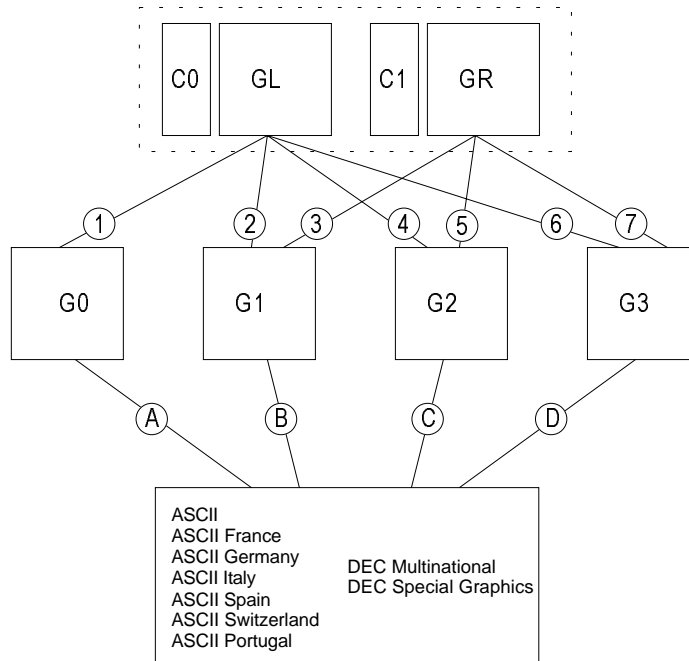 C0 GL C1 GR
1 2 3 4 5 6 7
G0 G1 G2 G3
A B C D
ASCII
ASCII France
ASCII Germany
ASCII Italy
ASCII Spain
ASCII Switzerland
ASCII Portugal
DEC Multinational
DEC Special Graphics